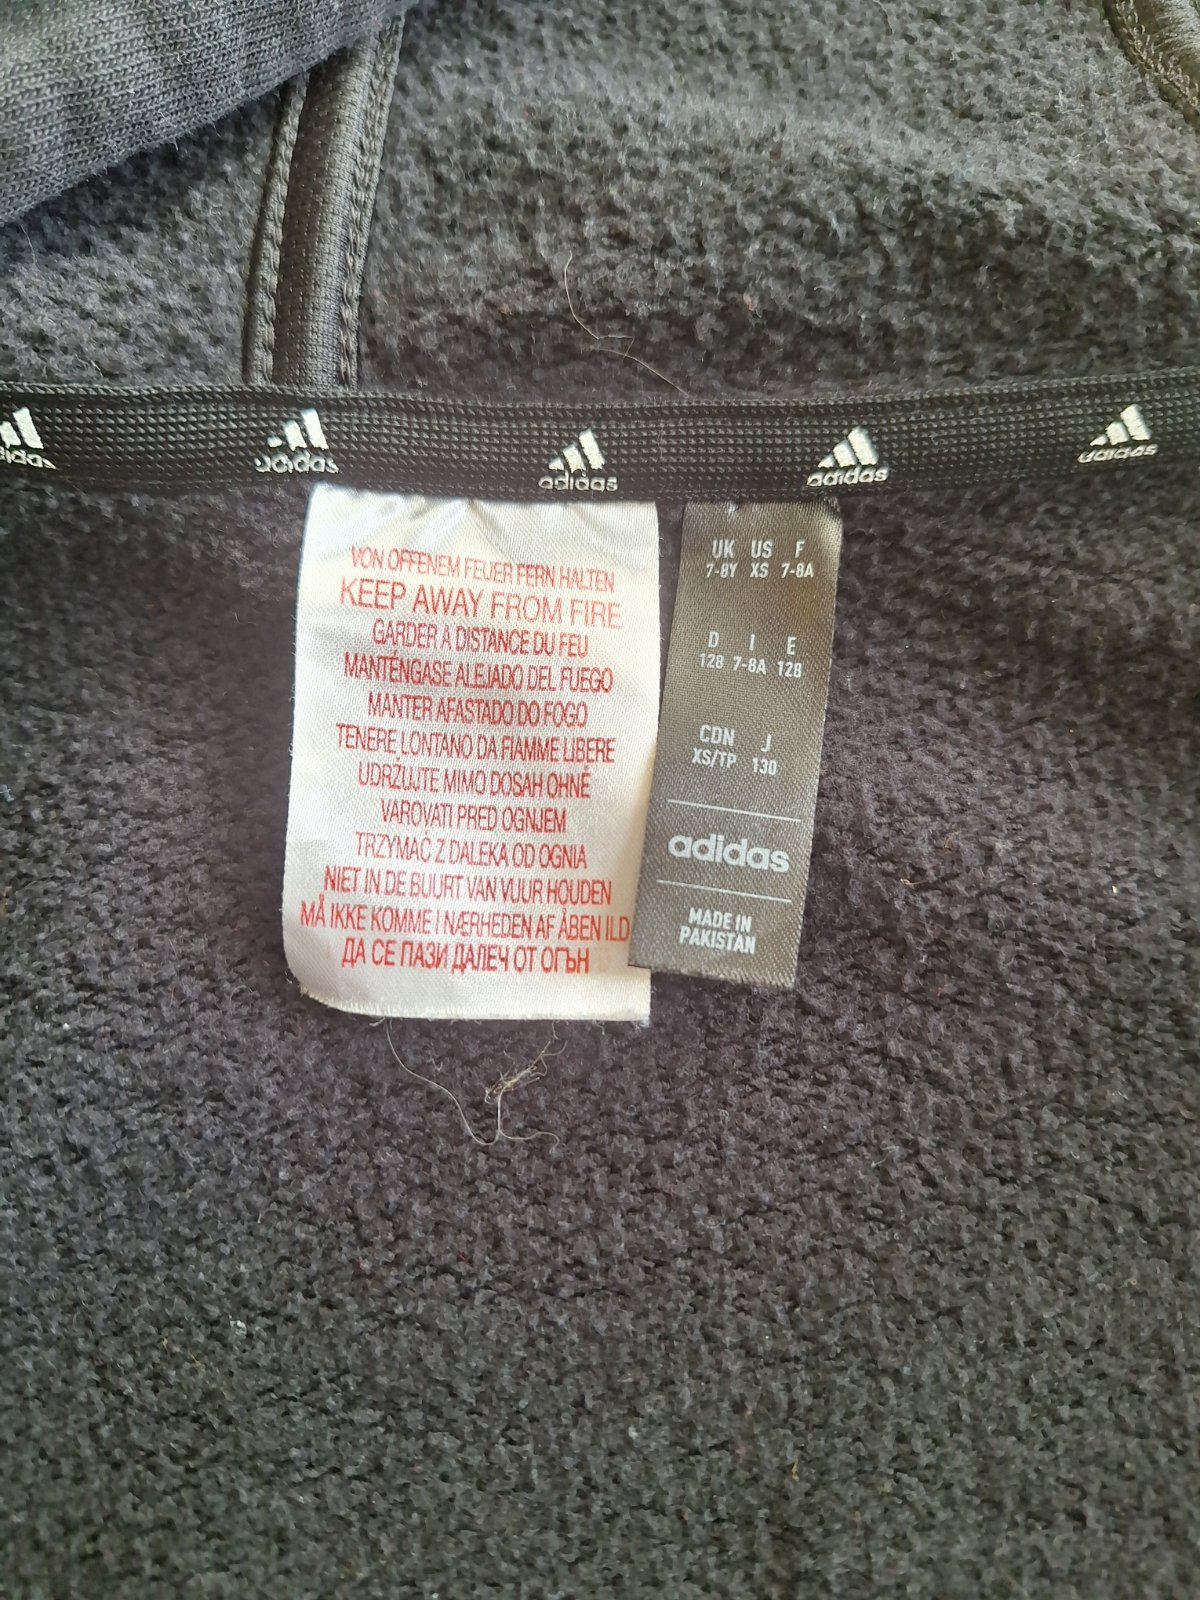 adidas
adidas
adidas
adidas
adidas
VON OFFENEM FEUER FERN HALTEN
KEEP AWAY FROM FIRE
GARDER À DISTANCE DU FEU
MANTÉNGASE ALEJADO DEL FUEGO
MANTER AFASTADO DO FOGO
TENERE LONTANO DA FIAMME LIBERE
UDRŽUJTE MIMO DOSAH OHNĚ
VAROVATI PRED OGNJEM
TRZYMAĆ Z DALEKA OD OGNIA
NIET IN DE BUURT VAN VUUR HOUDEN
MÅ IKKE KOMME I NÆRHEDEN AF ÅBEN ILD
ДА СЕ ПАЗИ ДАЛЕЧ ОТ ОГЪН
UK US F
7-8Y XS 7-8A
D I E
128 7-8A 128
CDN J
XS/TP 130
adidas
MADE IN
PAKISTAN